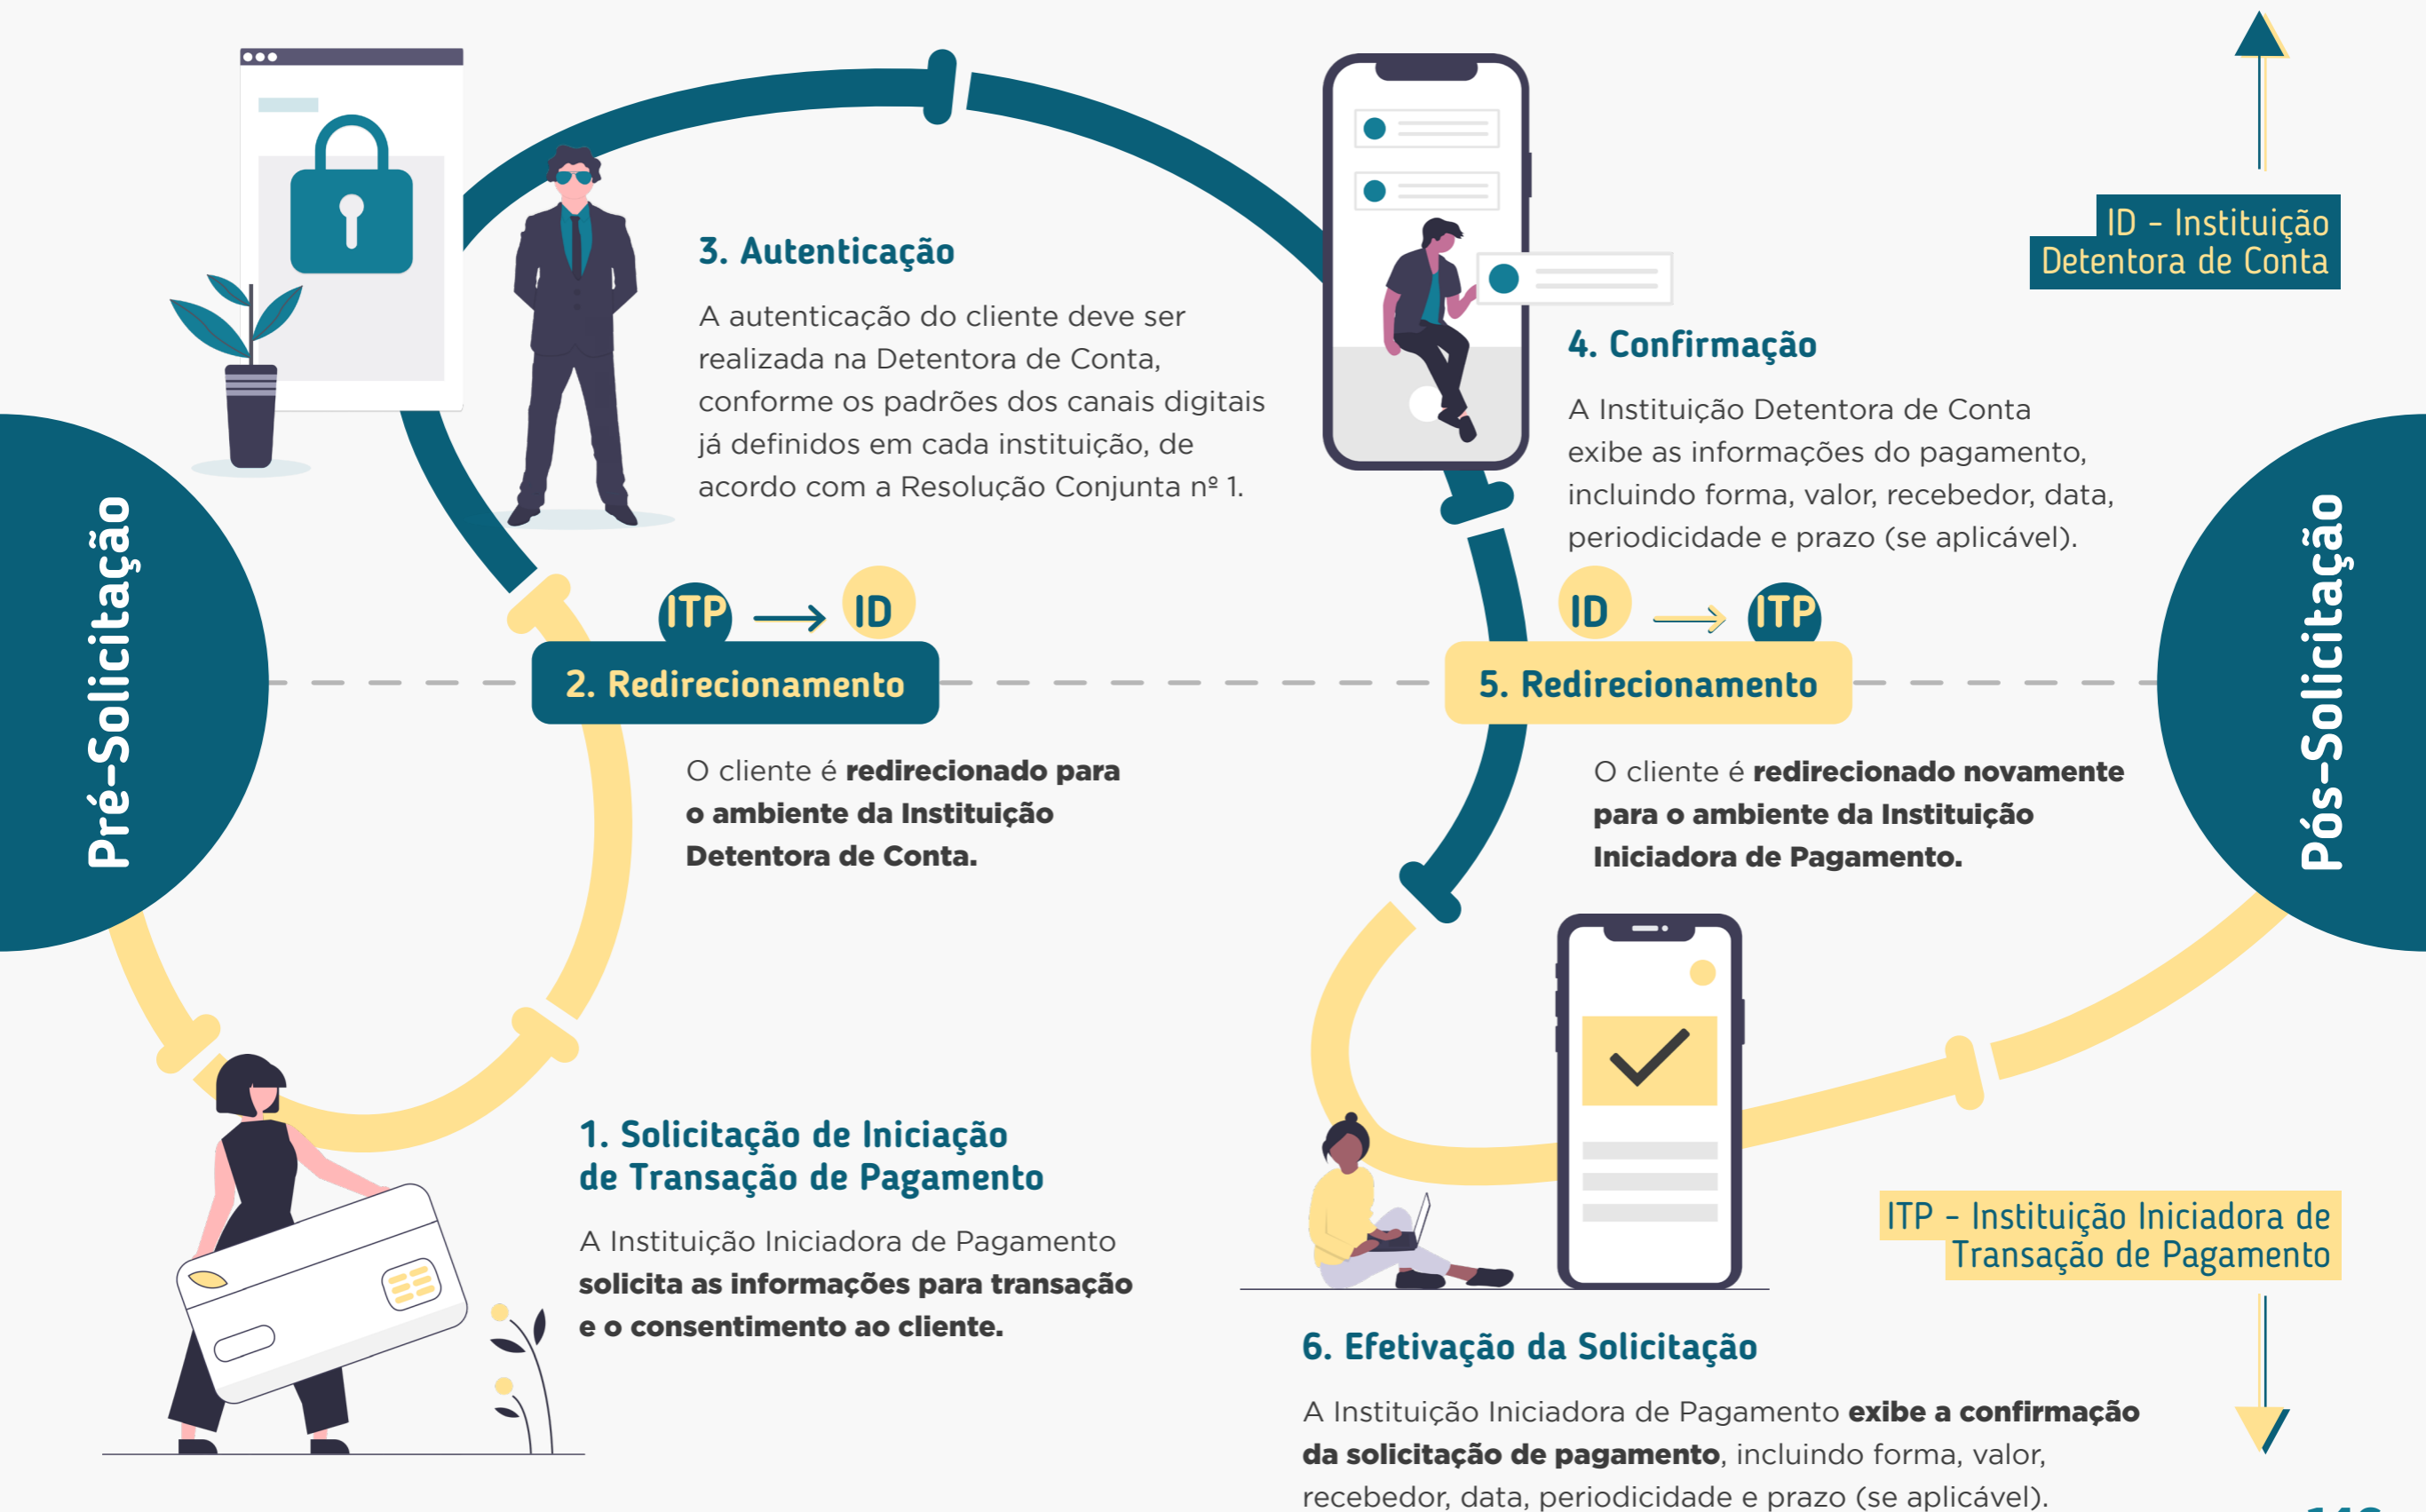 Pré-Solicitação
1. Solicitação de Iniciação
de Transação de Pagamento
A Instituição Iniciadora de Pagamento
solicita as informações para transação
e o consentimento ao cliente.
ITP
ID
2. Redirecionamento
O cliente é redirecionado para
o ambiente da Instituição
Detentora de Conta.
3. Autenticação
A autenticação do cliente deve ser
realizada na Detentora de Conta,
conforme os padrões dos canais digitais
já definidos em cada instituição, de
acordo com a Resolução Conjunta nº 1.
4. Confirmação
A Instituição Detentora de Conta
exibe as informações do pagamento,
incluindo forma, valor, recebedor, data,
periodicidade e prazo (se aplicável).
ID
ITP
5. Redirecionamento
O cliente é redirecionado novamente
para o ambiente da Instituição
Iniciadora de Pagamento.
6. Efetivação da Solicitação
A Instituição Iniciadora de Pagamento exibe a confirmação
da solicitação de pagamento, incluindo forma, valor,
recebedor, data, periodicidade e prazo (se aplicável).
Pós-Solicitação
ID - Instituição
Detentora de Conta
ITP - Instituição Iniciadora de
Transação de Pagamento